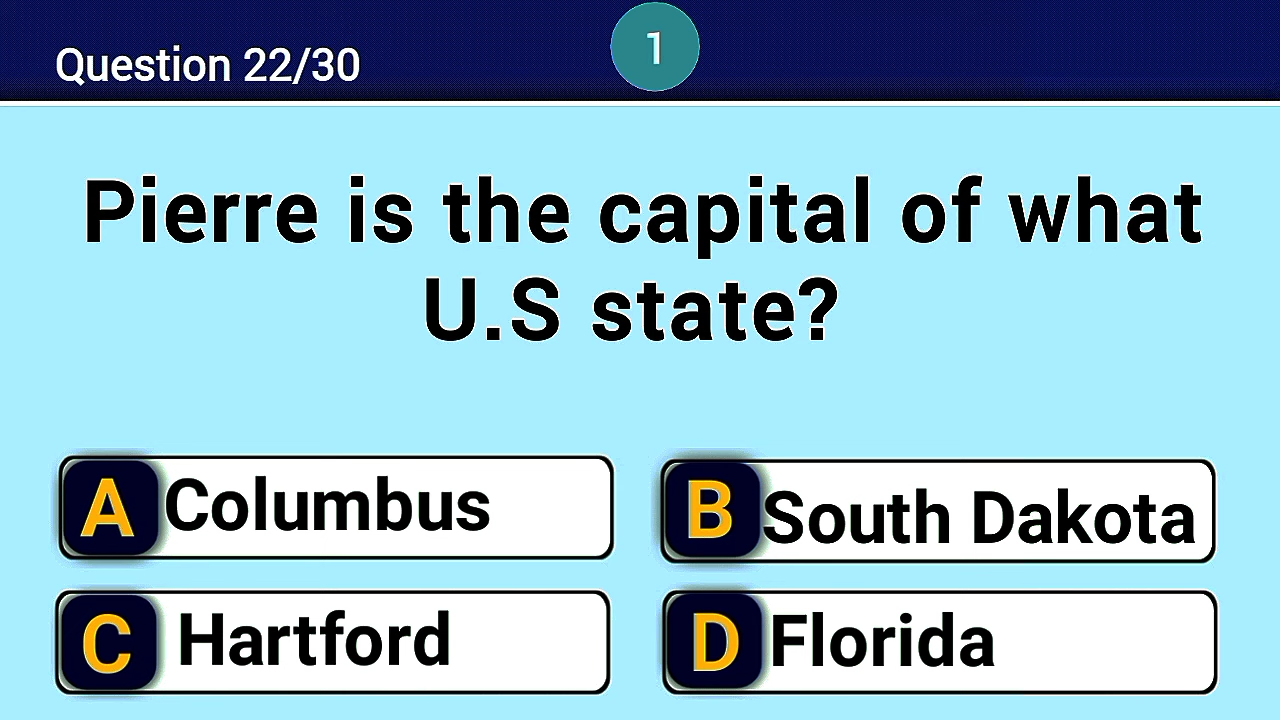 Question 22/30
1
Pierre is the capital of what
U.S state?
A Columbus
B South Dakota
C Hartford
D Florida